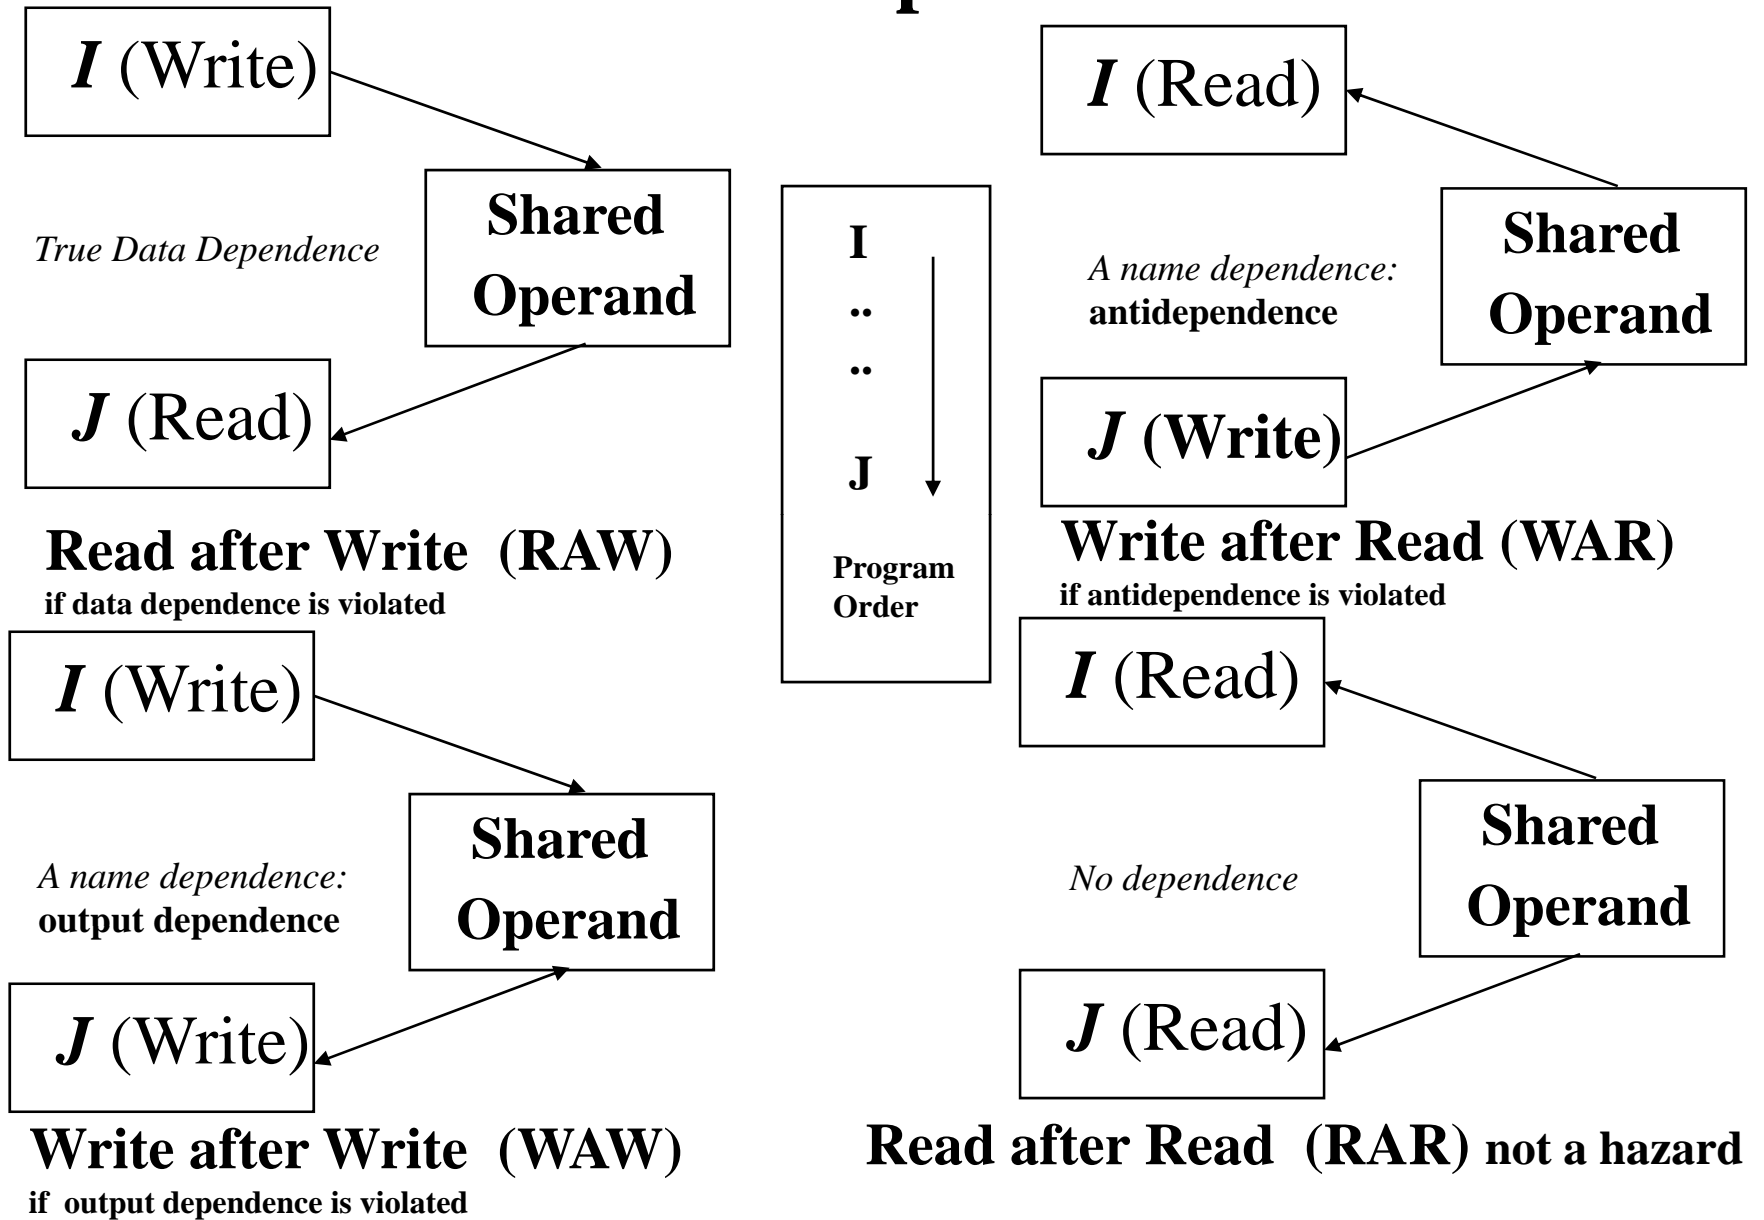 I (Write)
Shared
Operand
True Data Dependence
J (Read)
Read after Write (RAW)
if data dependence is violated
I
..
..
J
Program
Order
I (Read)
Shared
Operand
A name dependence:
antidependence
J (Write)
Write after Read (WAR)
if antidependence is violated
I (Write)
Shared
Operand
A name dependence:
output dependence
J (Write)
Write after Write (WAW)
if output dependence is violated
I (Read)
Shared
Operand
No dependence
J (Read)
Read after Read (RAR) not a hazard